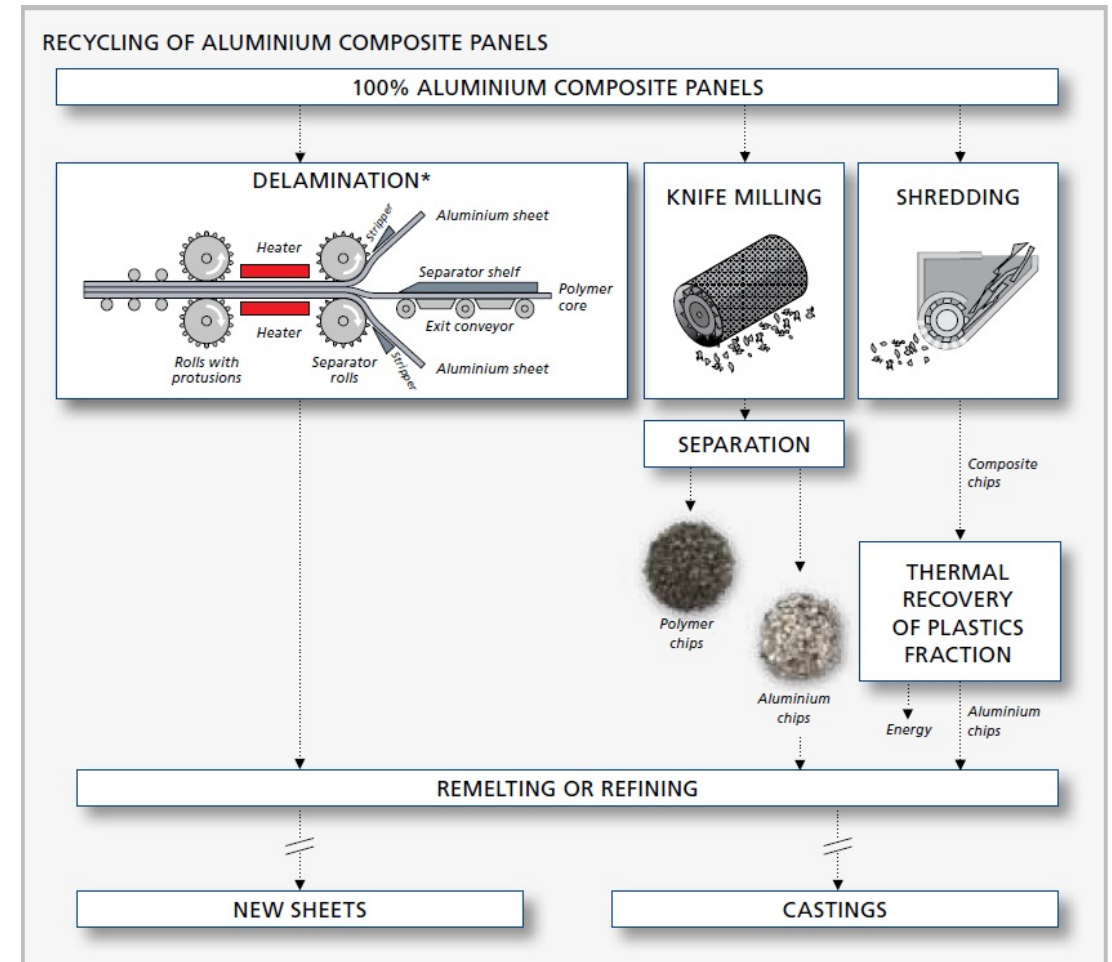 RECYCLING OF ALUMINIUM COMPOSITE PANELS
100% ALUMINIUM COMPOSITE PANELS
DELAMINATION*
Stripper
Aluminium sheet
Heater
Separator shelf
Polymer
core
Exit conveyor
Heater
Rolls with
protusions
Separator
rolls
Stripper
Aluminium sheet
KNIFE MILLING
SHREDDING
SEPARATION
Composite
chips
Polymer
chips
Aluminium
chips
THERMAL
RECOVERY
OF PLASTICS
FRACTION
Energy
Aluminium
chips
REMELTING OR REFINING
NEW SHEETS
CASTINGS